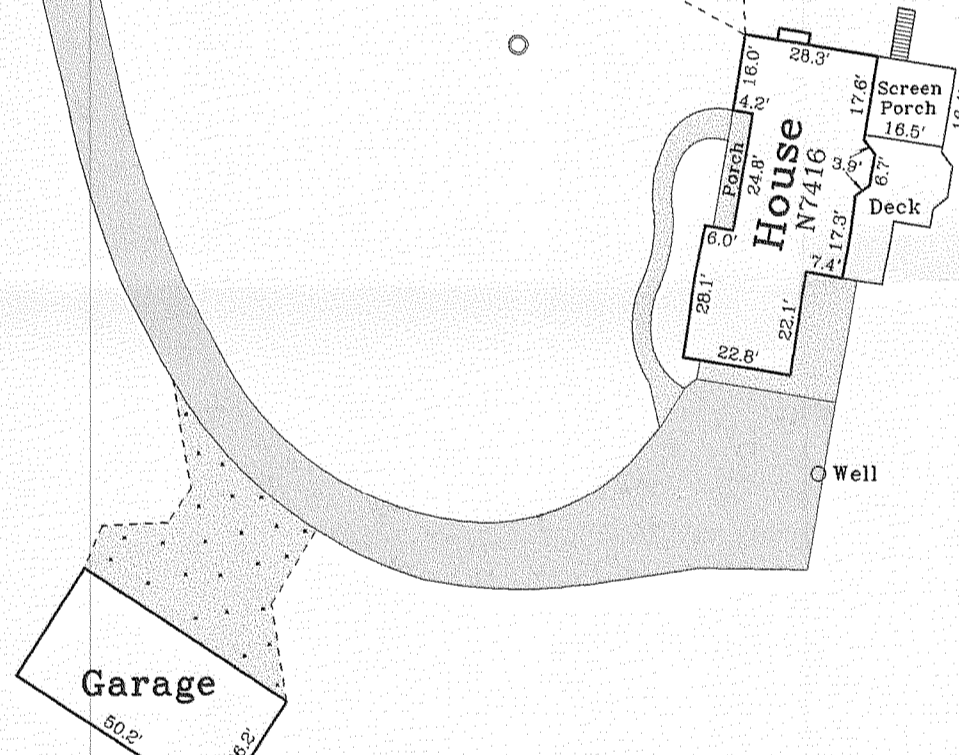 28.3'
16.0'
17.6'
Screen
Porch
16.5'
4.2'
Porch
24.8'
House
N7416
3.9'
6.7'
Deck
17.3'
6.0'
7.4'
28.1'
22.1'
22.8'
Well
Garage
50.2'